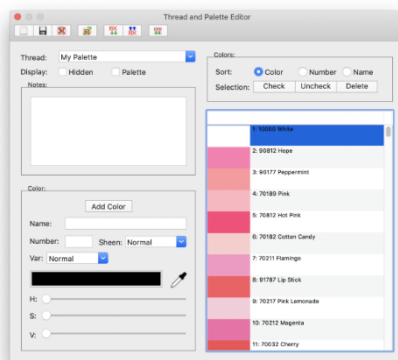 Thread and Palette Editor
Thread: My Palette
Display: Hidden Palette
Notes:
Color:
Add Color
Name:
Number: Sheen: Normal
Var: Normal
H:
S:
V:
Colors:
Sort: Color Number Name
Selection: Check Uncheck Delete
1: 10000 White
2: 90812 Hope
3: 90177 Peppermint
4: 70189 Pink
5: 70812 Hot Pink
6: 70182 Cotton Candy
7: 70211 Flamingo
8: 91787 Lip Stick
9: 70217 Pink Lemonade
10: 70212 Magenta
11: 70032 Cherry